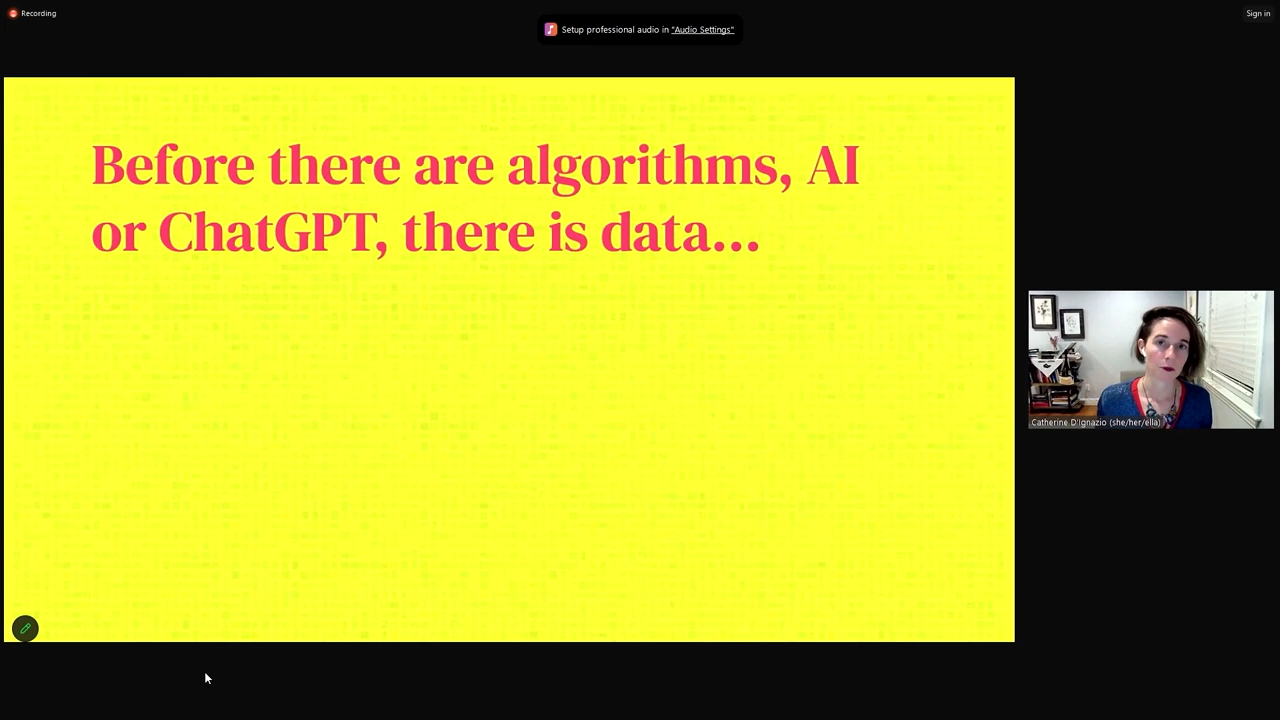 Recording
Sign in
Setup professional audio in "Audio Settings"
Before there are algorithms, AI
or ChatGPT, there is data...
Catherine D'Ignazio (she/her/ella)